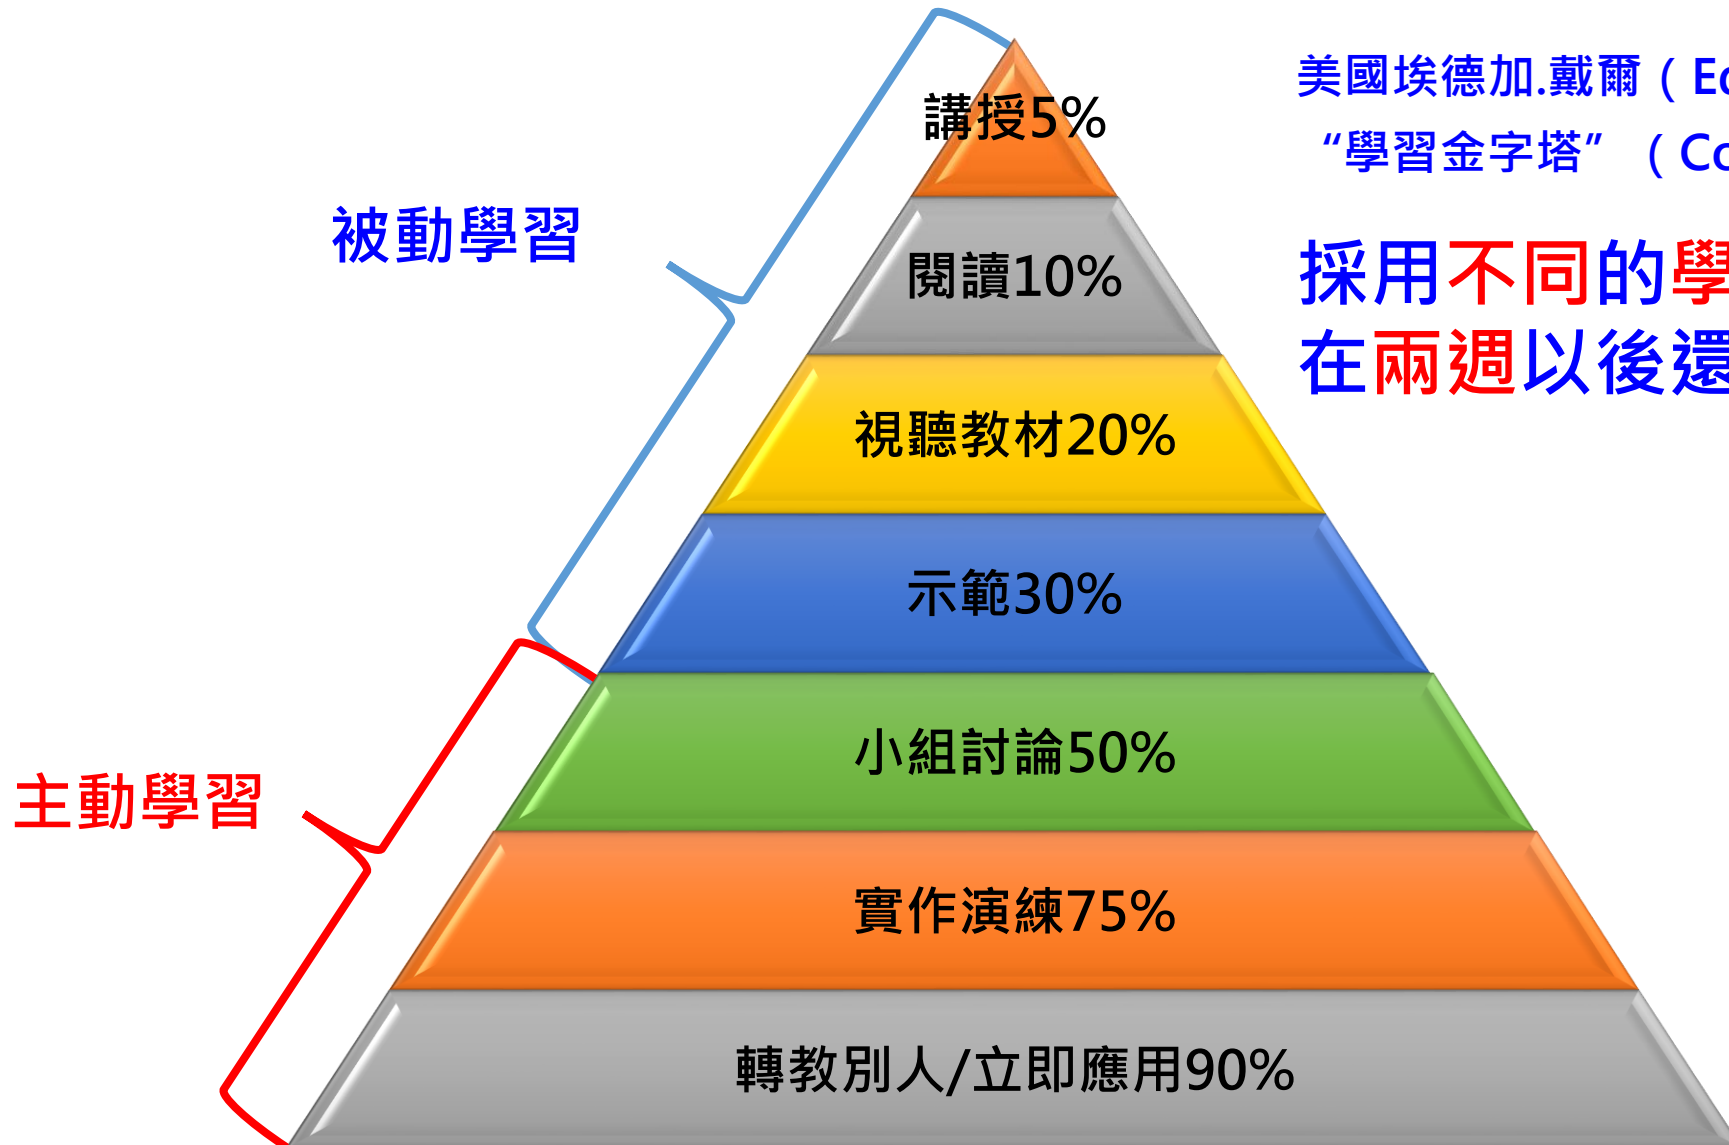 美國埃德加.戴爾（
“學習金字塔”（
採用不同的學
在兩週以後還
講授5%
閱讀10%
視聽教材20%
示範30%
小組討論50%
實作演練75%
轉教別人/立即應用90%
被動學習
主動學習